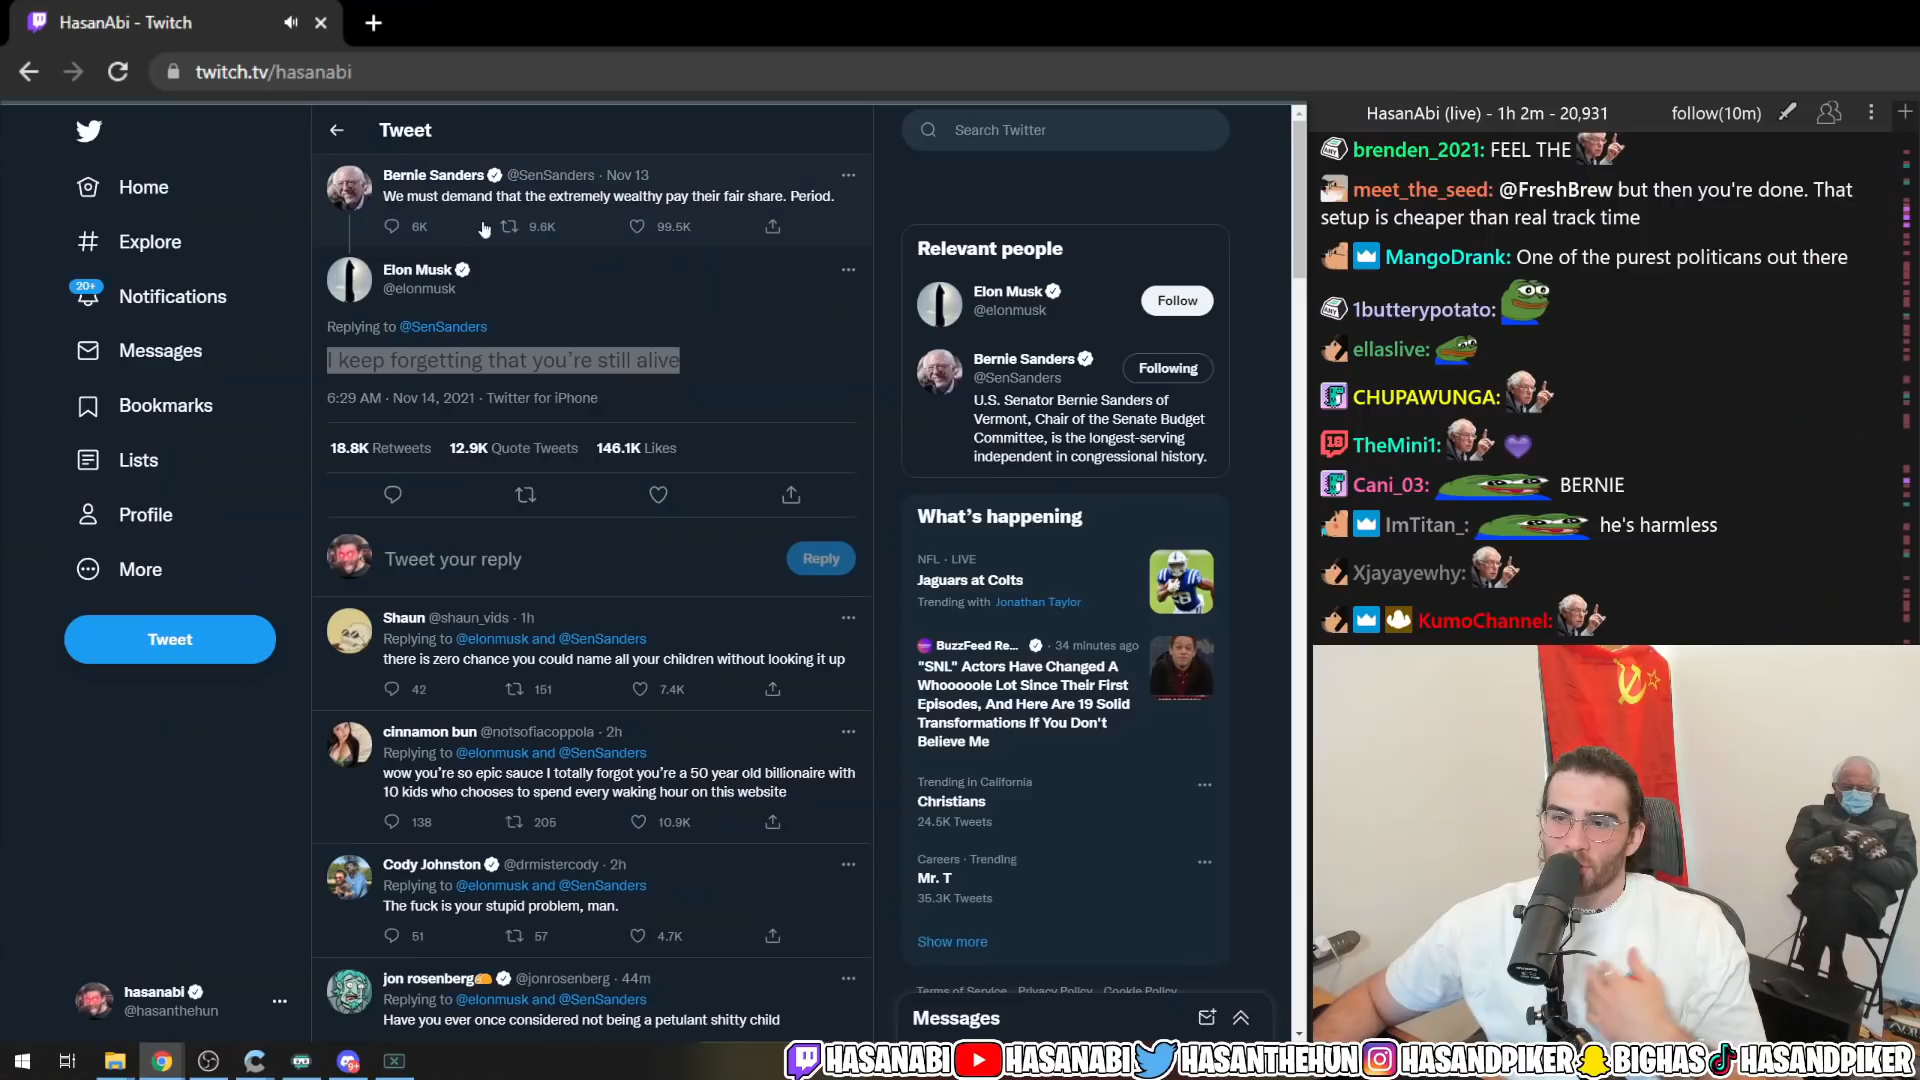 HasanAbi - Twitch
twitch.tv/hasanabi
Home
Explore
20+
Notifications
Messages
Bookmarks
Lists
Profile
More
Tweet
hasanabi
@hasanthehun
Tweet
Bernie Sanders @SenSanders · Nov 13
We must demand that the extremely wealthy pay their fair share. Period.
6K 9.6K 99.5K
Elon Musk
@elonmusk
Replying to @SenSanders
I keep forgetting that you’re still alive
6:29 AM · Nov 14, 2021 · Twitter for iPhone
18.8K Retweets 12.9K Quote Tweets 146.1K Likes
Tweet your reply
Reply
Shaun @shaun_vids · 1h
Replying to @elonmusk and @SenSanders
there is zero chance you could name all your children without looking it up
42 151 7.4K
cinnamon bun @notsofiacoppola · 2h
Replying to @elonmusk and @SenSanders
wow you’re so epic sauce I totally forgot you’re a 50 year old billionaire with
10 kids who chooses to spend every waking hour on this website
138 205 10.9K
Cody Johnston @drmistercody · 2h
Replying to @elonmusk and @SenSanders
The fuck is your stupid problem, man.
51 57 4.7K
jon rosenberg @jonrosenberg · 44m
Replying to @elonmusk and @SenSanders
Have you ever once considered not being a petulant shitty child
Search Twitter
Relevant people
Elon Musk
@elonmusk
Follow
Bernie Sanders
@SenSanders
Following
U.S. Senator Bernie Sanders of
Vermont, Chair of the Senate Budget
Committee, is the longest-serving
independent in congressional history.
What’s happening
NFL · LIVE
Jaguars at Colts
Trending with Jonathan Taylor
BuzzFeed Re... · 34 minutes ago
"SNL" Actors Have Changed A
Whooooole Lot Since Their First
Episodes, And Here Are 19 Solid
Transformations If You Don't
Believe Me
Trending in California
Christians
24.5K Tweets
Careers · Trending
Mr. T
35.3K Tweets
Show more
Terms of Service Privacy Policy Cookie Policy
Messages
HasanAbi (live) - 1h 2m - 20,931 follow(10m)
brenden_2021: FEEL THE
meet_the_seed: @FreshBrew but then you're done. That
setup is cheaper than real track time
MangoDrank: One of the purest politicans out there
1butterypotato:
ellaslive:
CHUPAWUNGA:
TheMini1:
Cani_03: BERNIE
ImTitan_: he's harmless
Xjayayewhy:
KumoChannel:
HASANABI HASANABI HASANTHEHUN HASANDPIKER BIGHAS HASANDPIKER